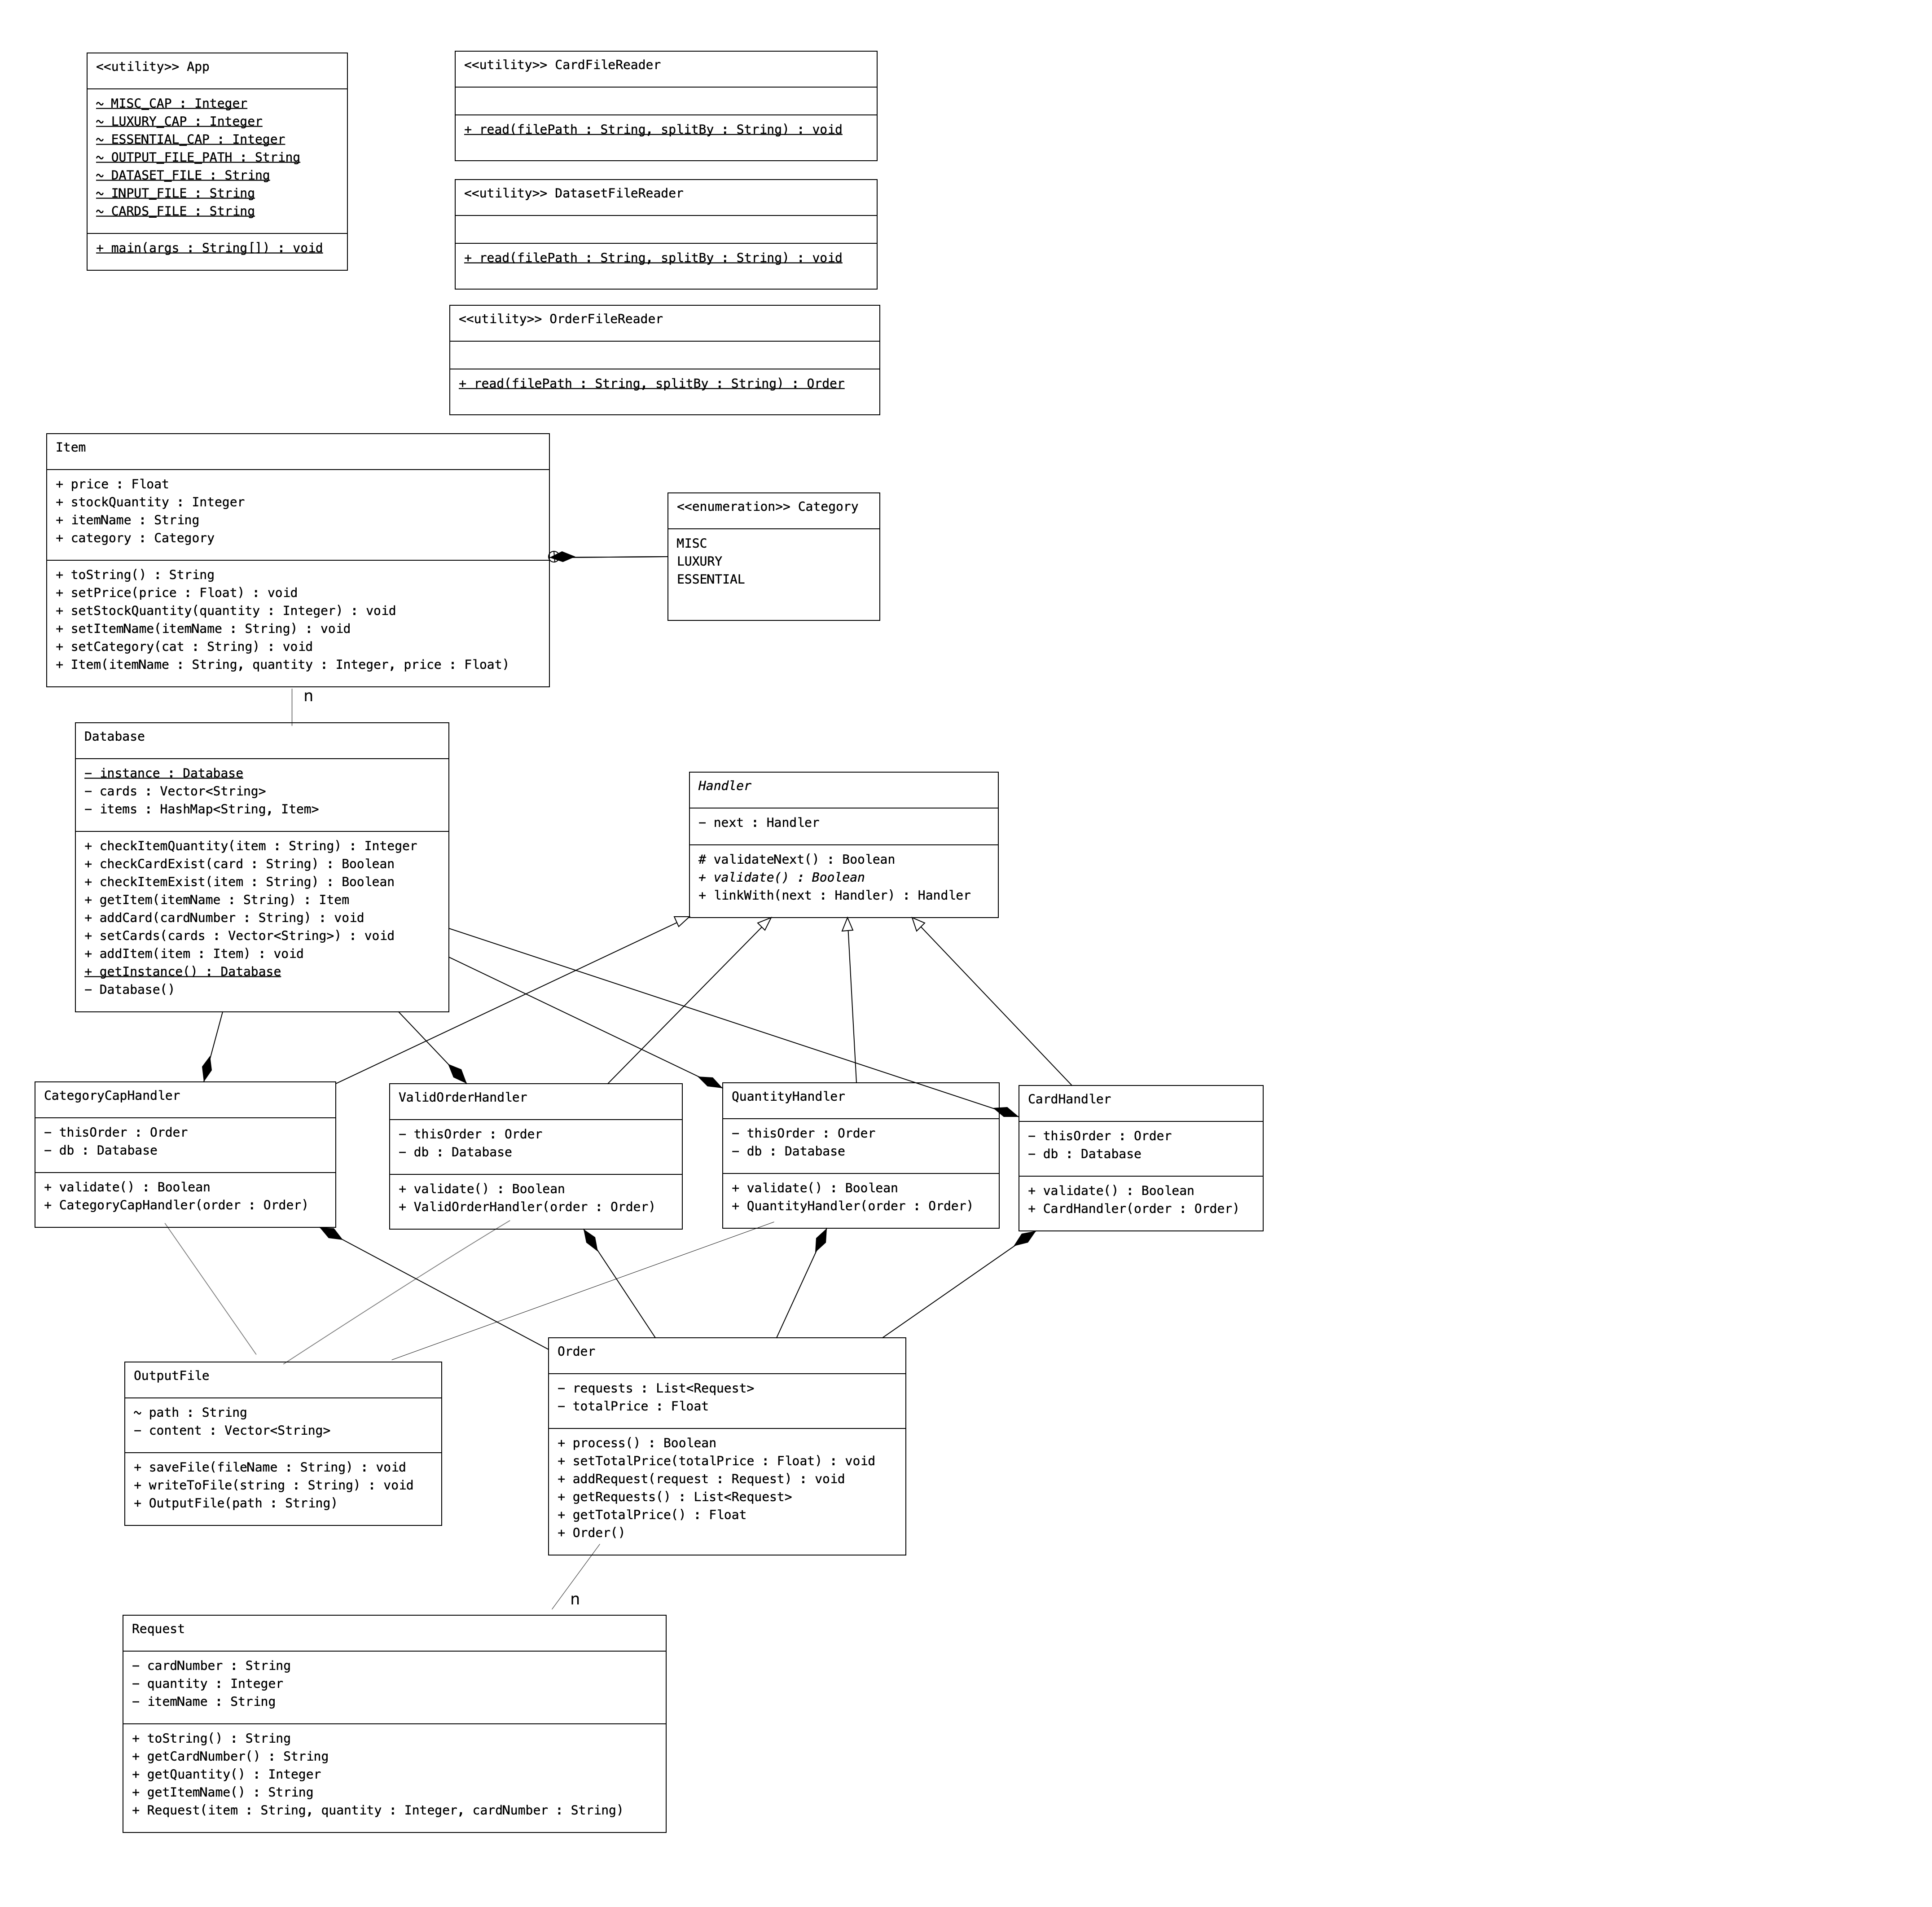 <<utility>> App
~ MISC_CAP : Integer
~ LUXURY_CAP : Integer
~ ESSENTIAL_CAP : Integer
~ OUTPUT_FILE_PATH : String
~ DATASET_FILE : String
~ INPUT_FILE : String
~ CARDS_FILE : String
+ main(args : String[]) : void
<<utility>> CardFileReader
+ read(filePath : String, splitBy : String) : void
<<utility>> DatasetFileReader
+ read(filePath : String, splitBy : String) : void
<<utility>> OrderFileReader
+ read(filePath : String, splitBy : String) : Order
Item
+ price : Float
+ stockQuantity : Integer
+ itemName : String
+ category : Category
+ toString() : String
+ setPrice(price : Float) : void
+ setStockQuantity(quantity : Integer) : void
+ setItemName(itemName : String) : void
+ setCategory(cat : String) : void
+ Item(itemName : String, quantity : Integer, price : Float)
<<enumeration>> Category
MISC
LUXURY
ESSENTIAL
n
Database
- instance : Database
- cards : Vector<String>
- items : HashMap<String, Item>
+ checkItemQuantity(item : String) : Integer
+ checkCardExist(card : String) : Boolean
+ checkItemExist(item : String) : Boolean
+ getItem(itemName : String) : Item
+ addCard(cardNumber : String) : void
+ setCards(cards : Vector<String>) : void
+ addItem(item : Item) : void
+ getInstance() : Database
- Database()
Handler
- next : Handler
# validateNext() : Boolean
+ validate() : Boolean
+ linkWith(next : Handler) : Handler
CategoryCapHandler
- thisOrder : Order
- db : Database
+ validate() : Boolean
+ CategoryCapHandler(order : Order)
ValidOrderHandler
- thisOrder : Order
- db : Database
+ validate() : Boolean
+ ValidOrderHandler(order : Order)
QuantityHandler
- thisOrder : Order
- db : Database
+ validate() : Boolean
+ QuantityHandler(order : Order)
CardHandler
- thisOrder : Order
- db : Database
+ validate() : Boolean
+ CardHandler(order : Order)
OutputFile
~ path : String
- content : Vector<String>
+ saveFile(fileName : String) : void
+ writeToFile(string : String) : void
+ OutputFile(path : String)
Order
- requests : List<Request>
- totalPrice : Float
+ process() : Boolean
+ setTotalPrice(totalPrice : Float) : void
+ addRequest(request : Request) : void
+ getRequests() : List<Request>
+ getTotalPrice() : Float
+ Order()
n
Request
- cardNumber : String
- quantity : Integer
- itemName : String
+ toString() : String
+ getCardNumber() : String
+ getQuantity() : Integer
+ getItemName() : String
+ Request(item : String, quantity : Integer, cardNumber : String)